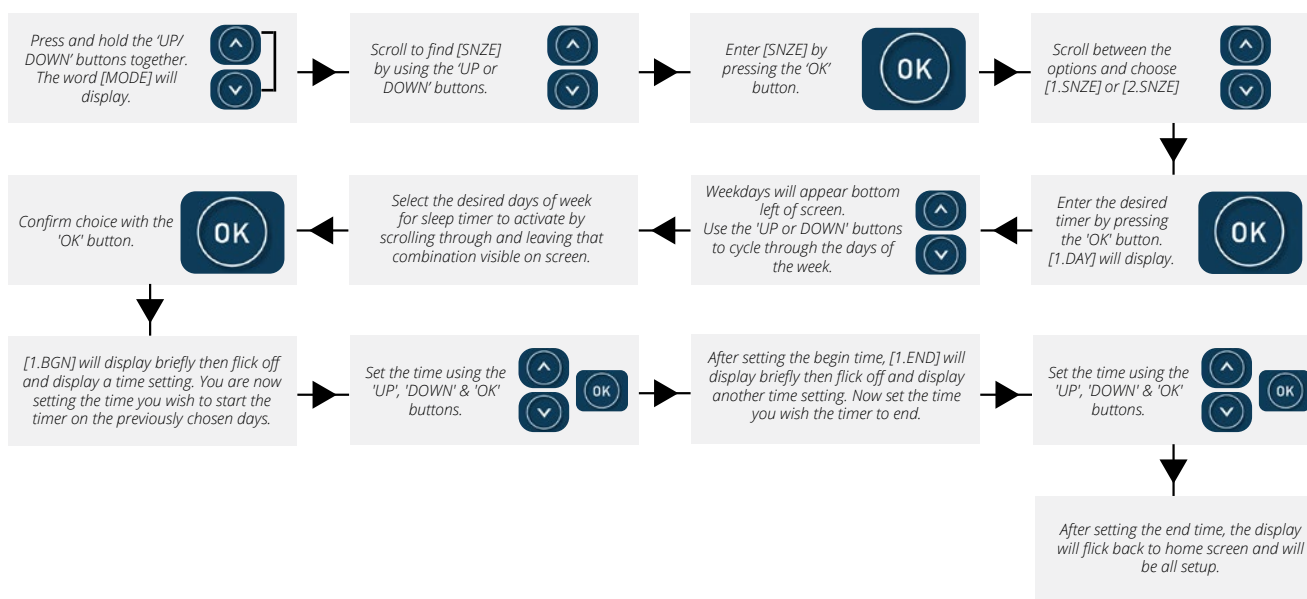 Press and hold the ‘UP/
DOWN’ buttons together.
The word [MODE] will
display.
Scroll to find [SNZE]
by using the ‘UP or
DOWN’ buttons.
Enter [SNZE] by
pressing the ‘OK’
button.
OK
Scroll between the
options and choose
[1.SNZE] or [2.SNZE]
Enter the desired
timer by pressing
the 'OK' button.
[1.DAY] will display.
OK
Weekdays will appear bottom
left of screen.
Use the 'UP or DOWN' buttons
to cycle through the days of
the week.
Select the desired days of week
for sleep timer to activate by
scrolling through and leaving that
combination visible on screen.
Confirm choice with the
'OK' button.
OK
[1.BGN] will display briefly then flick off
and display a time setting. You are now
setting the time you wish to start the
timer on the previously chosen days.
Set the time using the
'UP', 'DOWN' & 'OK'
buttons.
OK
After setting the begin time, [1.END] will
display briefly then flick off and display
another time setting. Now set the time
you wish the timer to end.
Set the time using the
'UP', 'DOWN' & 'OK'
buttons.
OK
After setting the end time, the display
will flick back to home screen and will
be all setup.